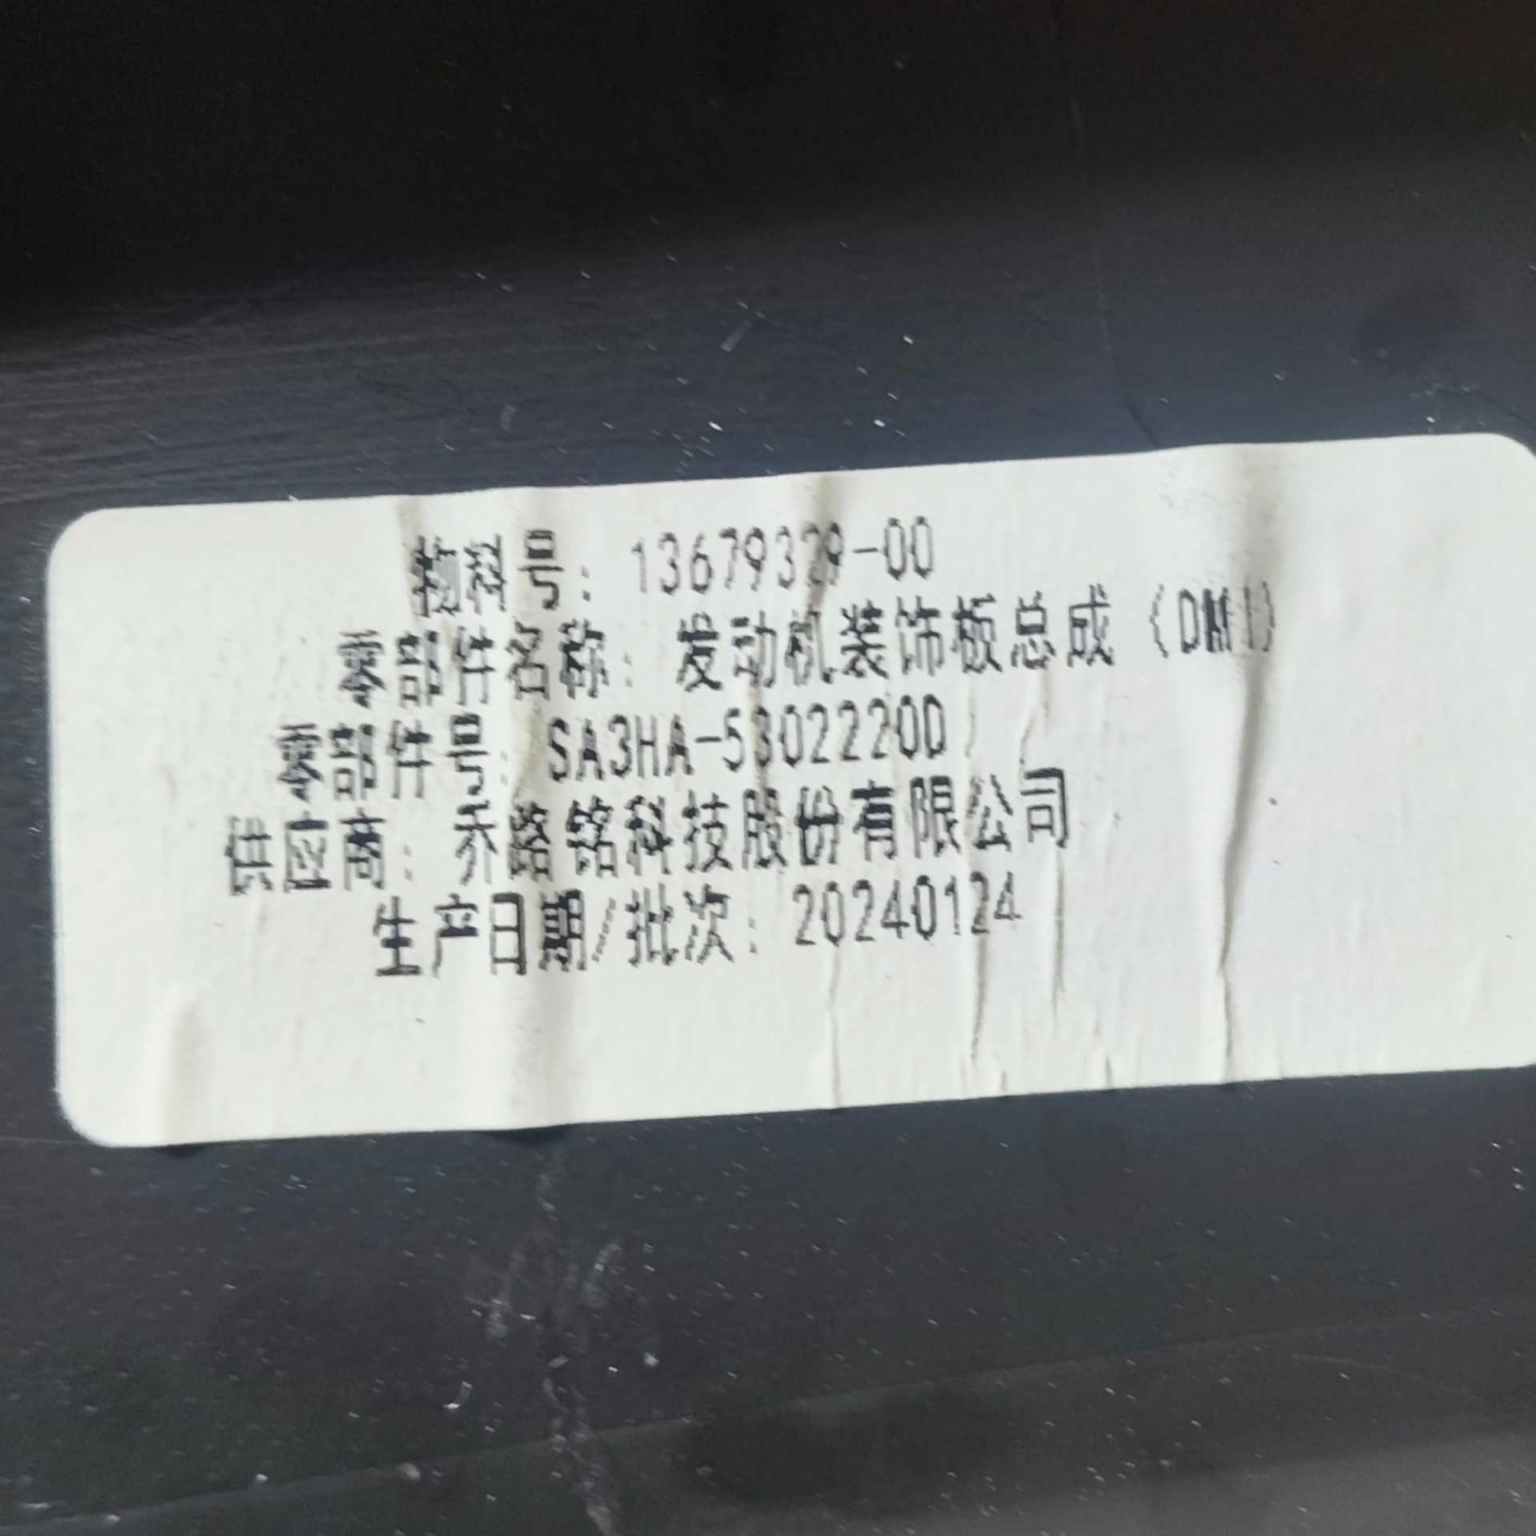 物料号：13679329-00
零部件名称：发动机装饰板总成（DMI）
零部件号：SA3HA-5302220D
供应商：乔路铭科技股份有限公司
生产日期/批次：20240124